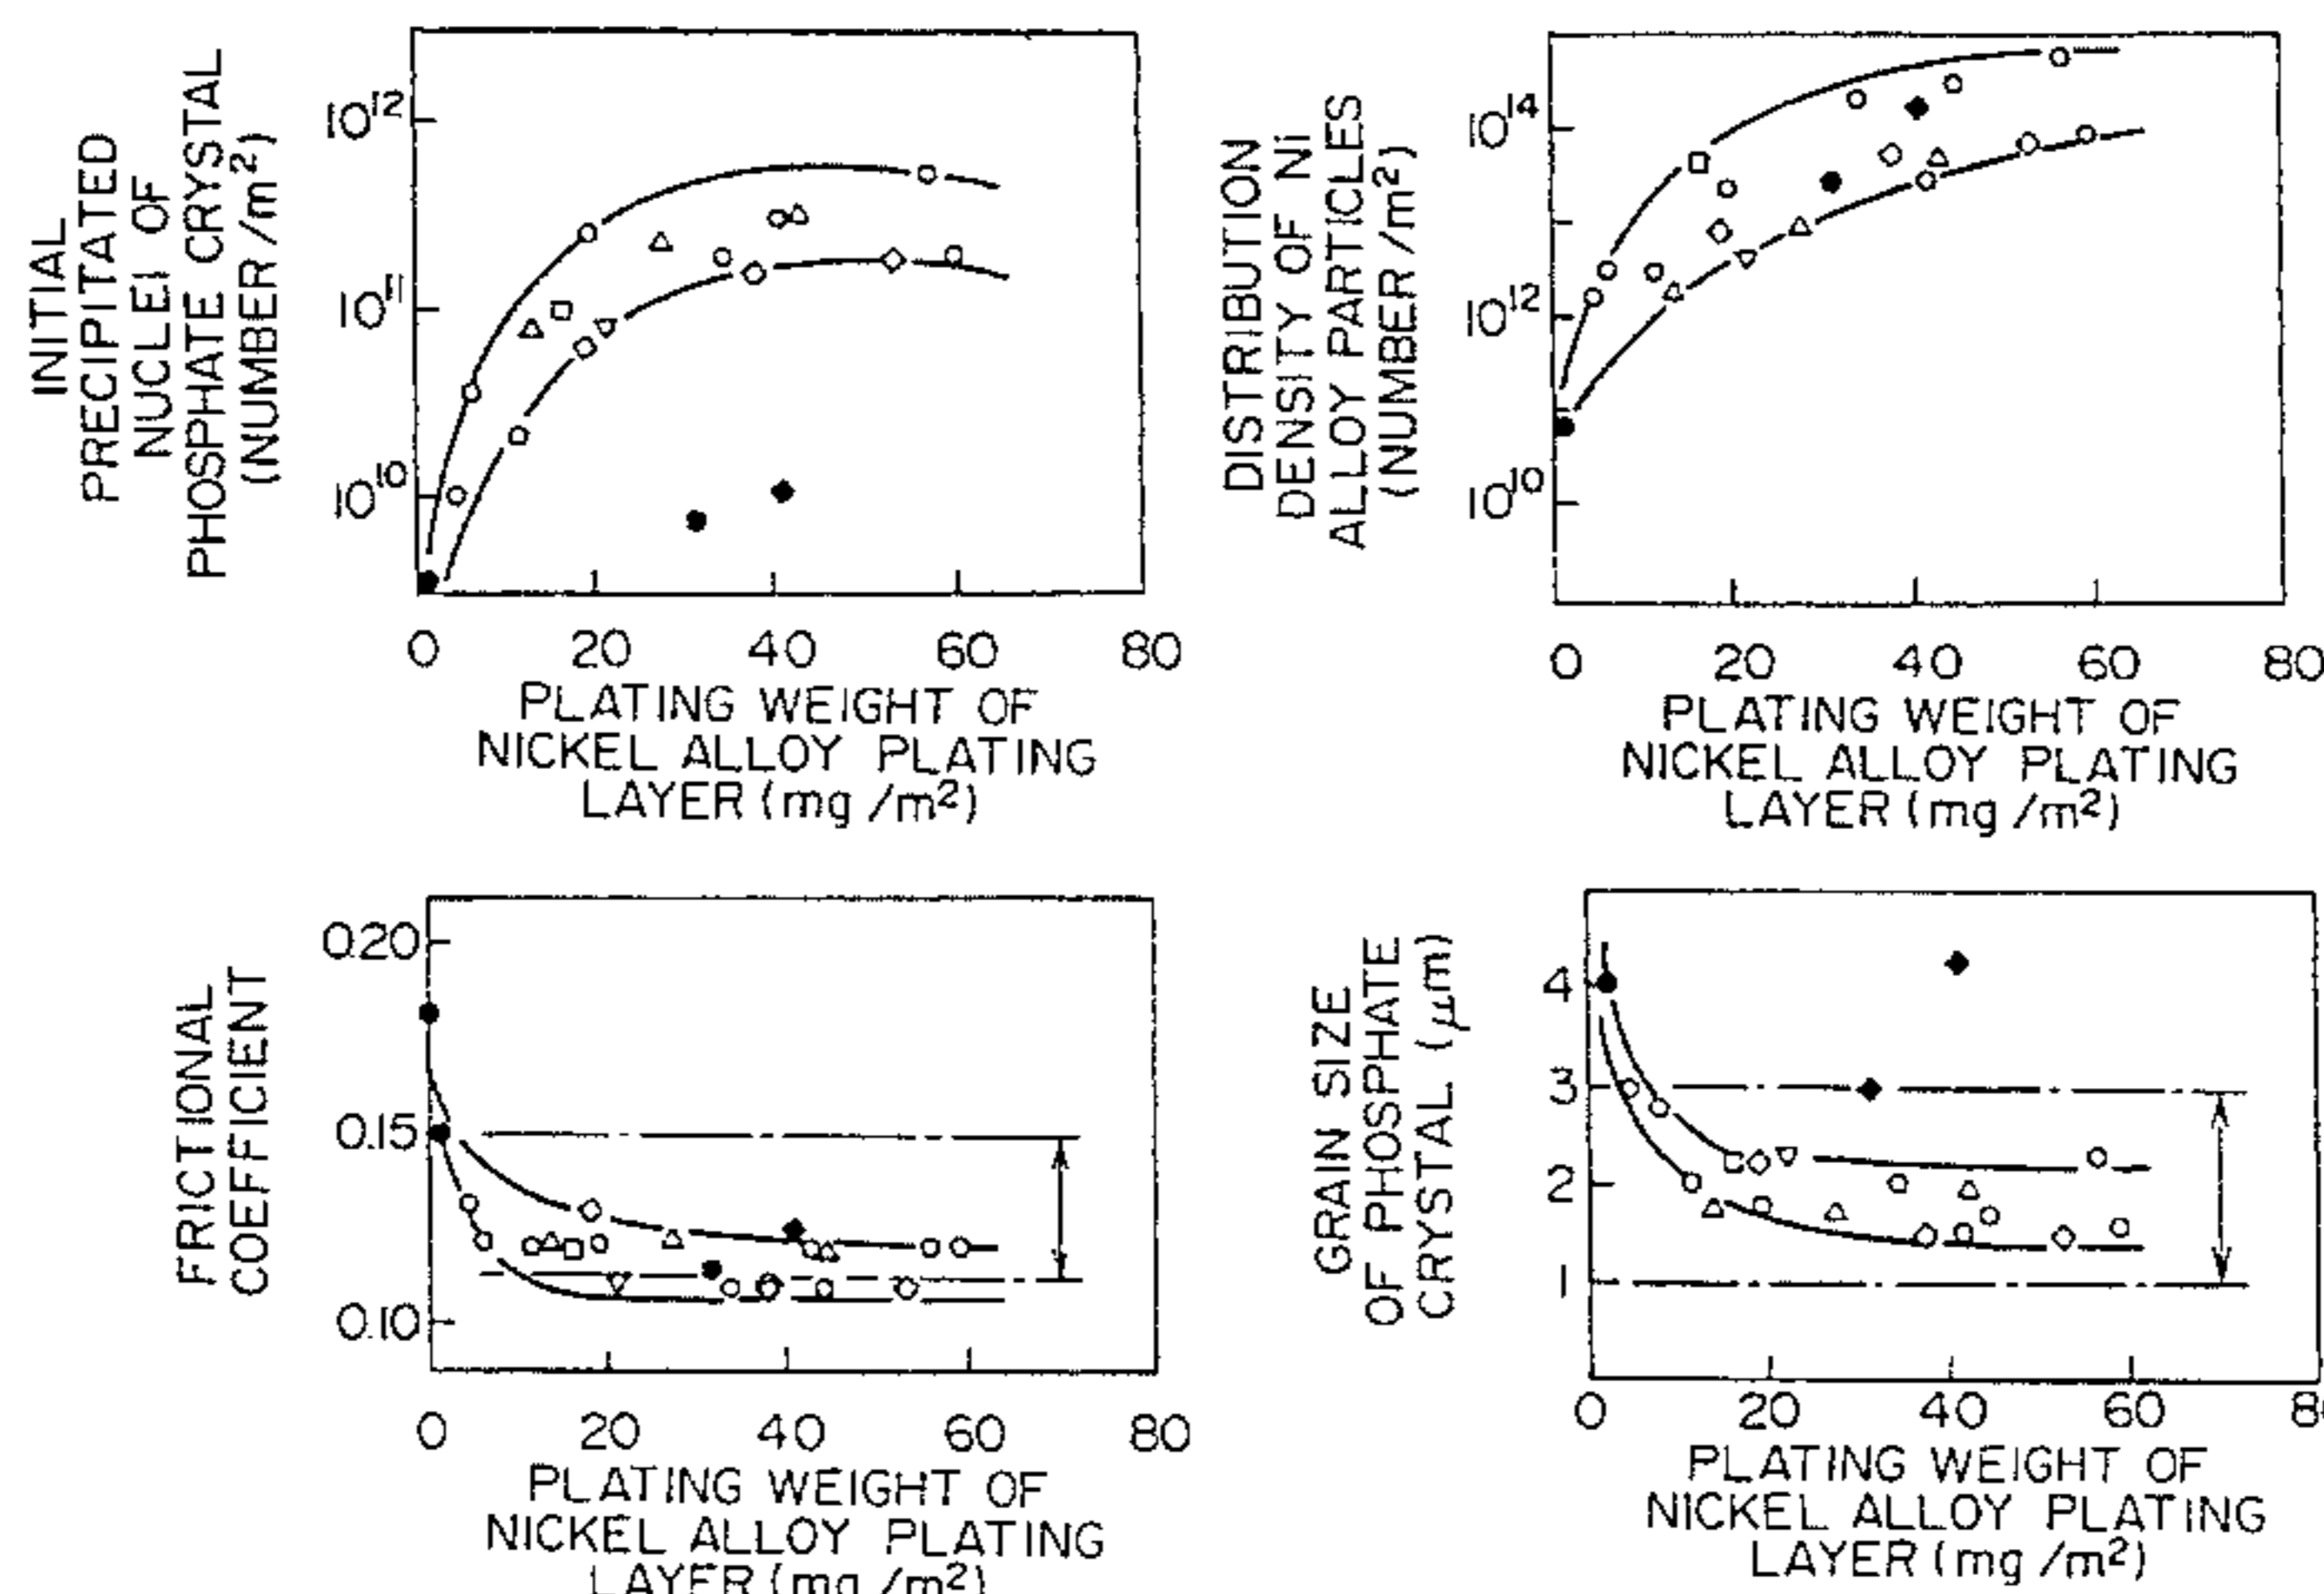 INITIAL
PRECIPITATED
NUCLEI OF
PHOSPHATE CRYSTAL
(NUMBER/m²)
10¹²
10¹¹
10¹⁰
0 20 40 60 80
PLATING WEIGHT OF
NICKEL ALLOY PLATING
LAYER (mg/m²)
DISTRIBUTION
DENSITY OF Ni
ALLOY PARTICLES
(NUMBER/m²)
10¹⁴
10¹²
10¹⁰
0 20 40 60 80
PLATING WEIGHT OF
NICKEL ALLOY PLATING
LAYER (mg/m²)
FRICTIONAL
COEFFICIENT
0.20
0.15
0.10
0 20 40 60 80
PLATING WEIGHT OF
NICKEL ALLOY PLATING
LAYER (mg/m²)
GRAIN SIZE
OF PHOSPHATE
CRYSTAL (μm)
4
3
2
1
0 20 40 60
PLATING WEIGHT OF
NICKEL ALLOY PLATING
LAYER (mg/m²)